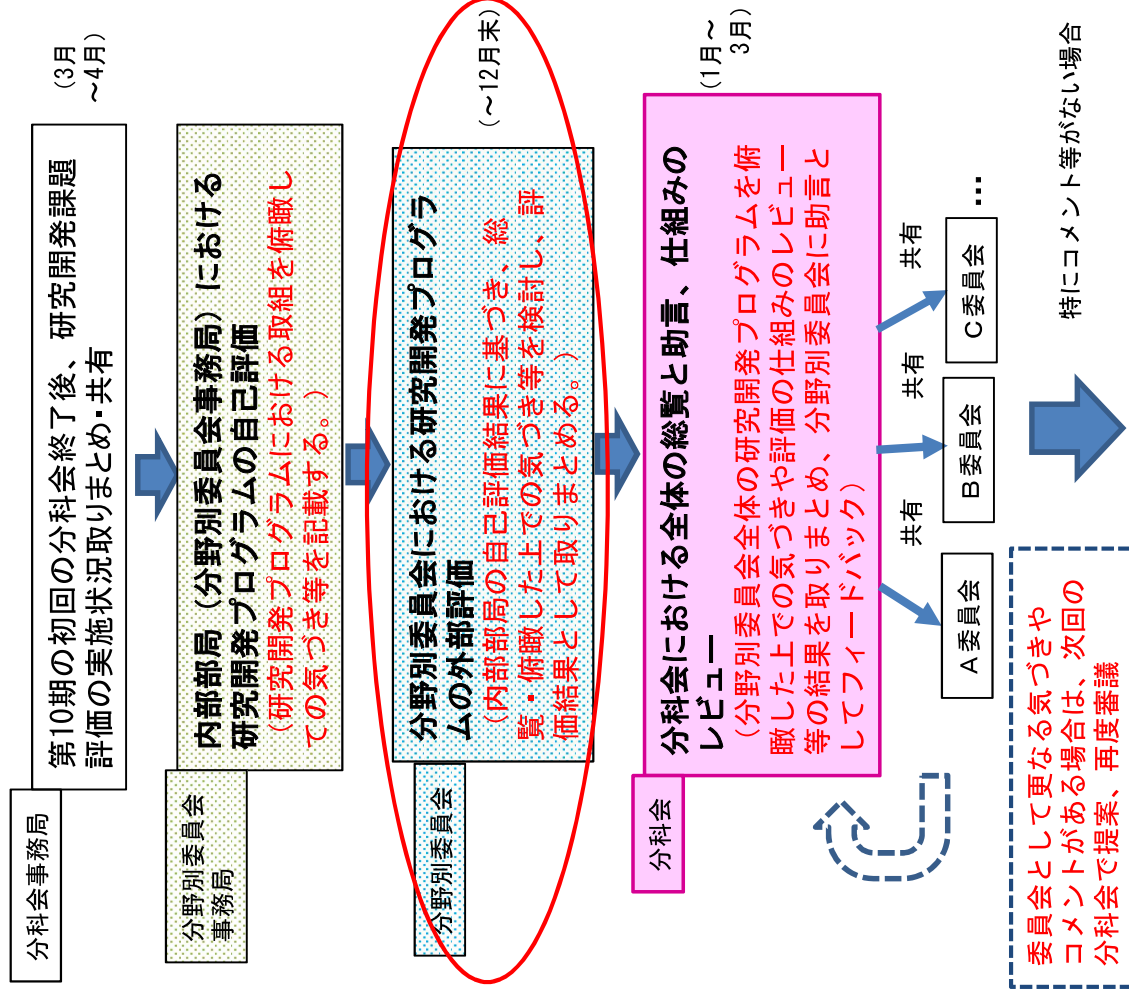 分科会事務局
第10期の初回の分科会終了後、研究開発課題
評価の実施状況取りまとめ・共有
(3月
～4月)
分野別委員会
事務局
内部部局（分野別委員会事務局）における
研究開発プログラムの自己評価
（研究開発プログラムにおける取組を俯瞰し
ての気づき等を記載する。）
分野別委員会
分野別委員会における研究開発プログラ
ムの外部評価
（内部部局の自己評価結果に基づき、総
覧・俯瞰した上での気づき等を検討し、評
価結果として取りまとめる。）
(～12月末)
分科会
分科会における全体の総覧と助言、仕組みの
レビュー
（分野別委員会全体の研究開発プログラムを俯
瞰した上での気づきや評価の仕組みのレビュー
等の結果を取りまとめ、分野別委員会に助言と
してフィードバック）
(1月～
3月)
共有
共有
共有
A委員会
B委員会
C委員会
…
委員会として更なる気づきや
コメントがある場合は、次回の
分科会で提案、再度審議
特にコメント等がない場合